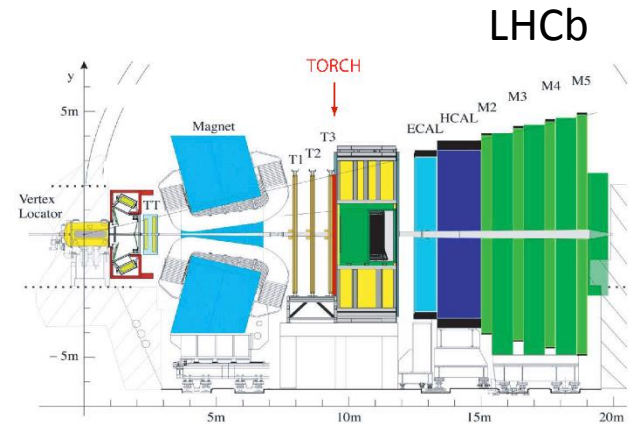 LHCb
TORCH
y
5m
Magnet
T1
T2
T3
ECAL
HCAL
M2
M3
M4
M5
Vertex
Locator
TT
– 5m
5m
10m
15m
20m